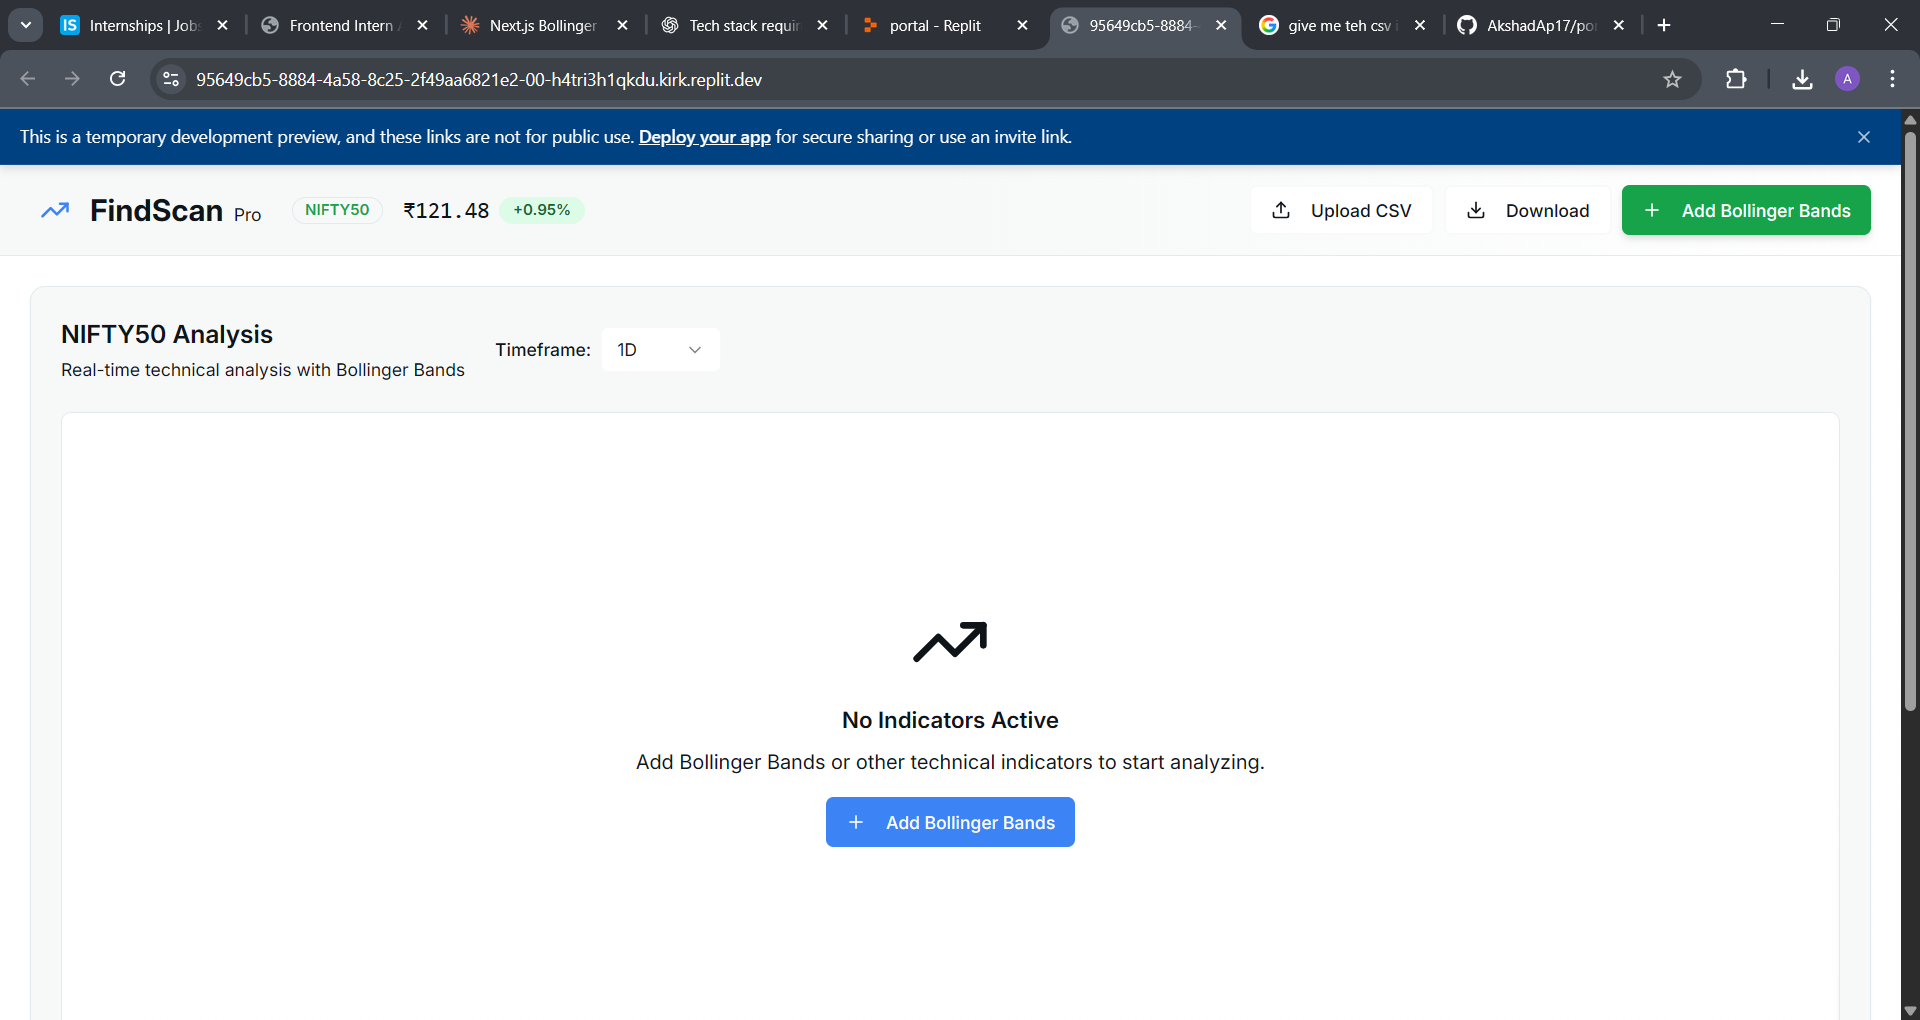 Internships | Jobs
Frontend Intern
Next.js Bollinger
Tech stack requi
portal - Replit
95649cb5-8884-
give me teh csv
AkshadAp17/po
95649cb5-8884-4a58-8c25-2f49aa6821e2-00-h4tri3h1qkdu.kirk.replit.dev
A
This is a temporary development preview, and these links are not for public use. Deploy your app for secure sharing or use an invite link.
FindScan Pro
NIFTY50
₹121.48
+0.95%
Upload CSV
Download
Add Bollinger Bands
NIFTY50 Analysis
Real-time technical analysis with Bollinger Bands
Timeframe:
1D
No Indicators Active
Add Bollinger Bands or other technical indicators to start analyzing.
Add Bollinger Bands